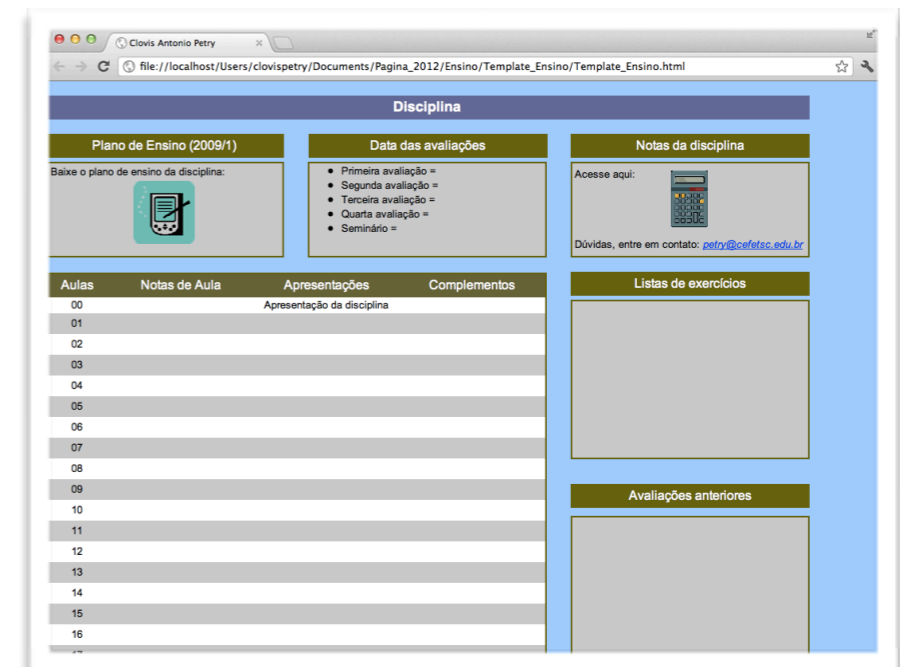 Clovis Antonio Petry
file://localhost/Users/clovispetry/Documents/Pagina_2012/Ensino/Template_Ensino/Template_Ensino.html
Disciplina
Plano de Ensino (2009/1)
Baixe o plano de ensino da disciplina:
Data das avaliações
Primeira avaliação =
Segunda avaliação =
Terceira avaliação =
Quarta avaliação =
Seminário =
Notas da disciplina
Acesse aqui:
Dúvidas, entre em contato: petry@cefetsc.edu.br
Aulas Notas de Aula Apresentações Complementos
00 Apresentação da disciplina
01
02
03
04
05
06
07
08
09
10
11
12
13
14
15
16
17
Listas de exercícios
Avaliações anteriores